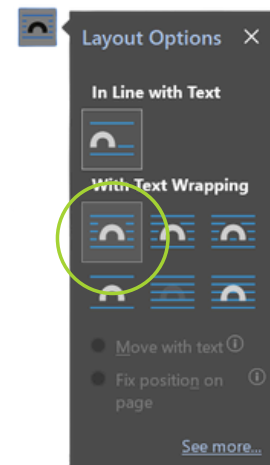 Layout Options
In Line with Text
With Text Wrapping
Move with text
Fix position on
page
See more...